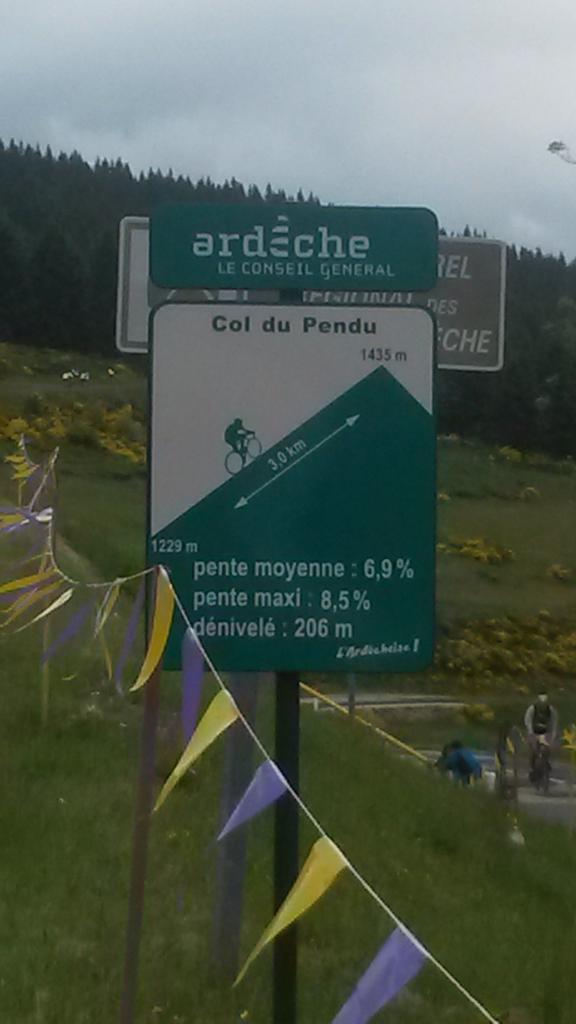 ardèche
LE CONSEIL GENERAL
REL
DES
ECHE
Col du Pendu
1435 m
3,0 km
1229 m
pente moyenne : 6,9%
pente maxi : 8,5%
dénivelé : 206 m
L'Ardéchoise !